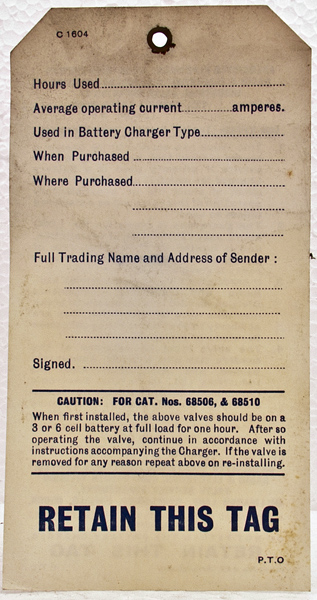 C 1604
Hours Used
Average operating current............amperes.
Used in Battery Charger Type
When Purchased
Where Purchased
Full Trading Name and Address of Sender :
Signed.
CAUTION: FOR CAT. Nos. 68506, & 68510
When first installed, the above valves should be on a
3 or 6 cell battery at full load for one hour. After so
operating the valve, continue in accordance with
instructions accompanying the Charger. If the valve is
removed for any reason repeat above on re-installing.
RETAIN THIS TAG
P.T.O